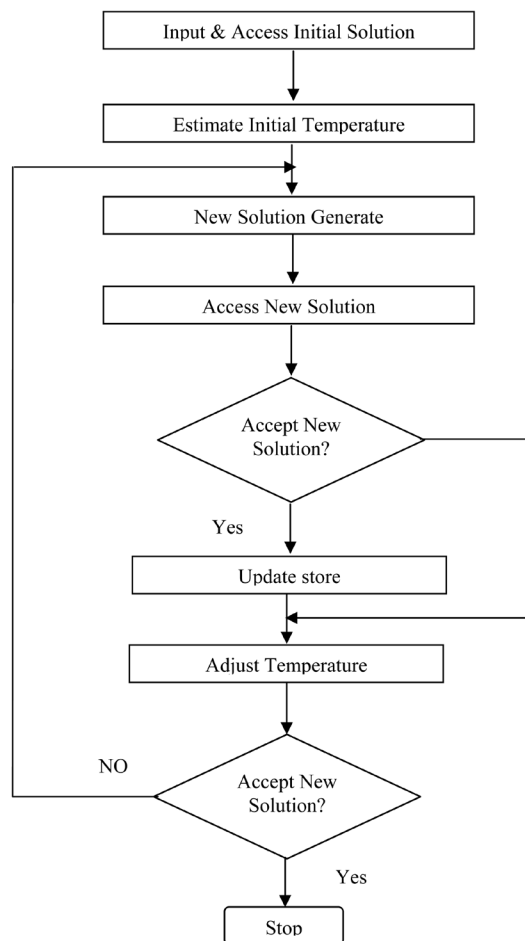 Input & Access Initial Solution
Estimate Initial Temperature
New Solution Generate
Access New Solution
Accept New
Solution?
Yes
Update store
Adjust Temperature
NO
Accept New
Solution?
Yes
Stop